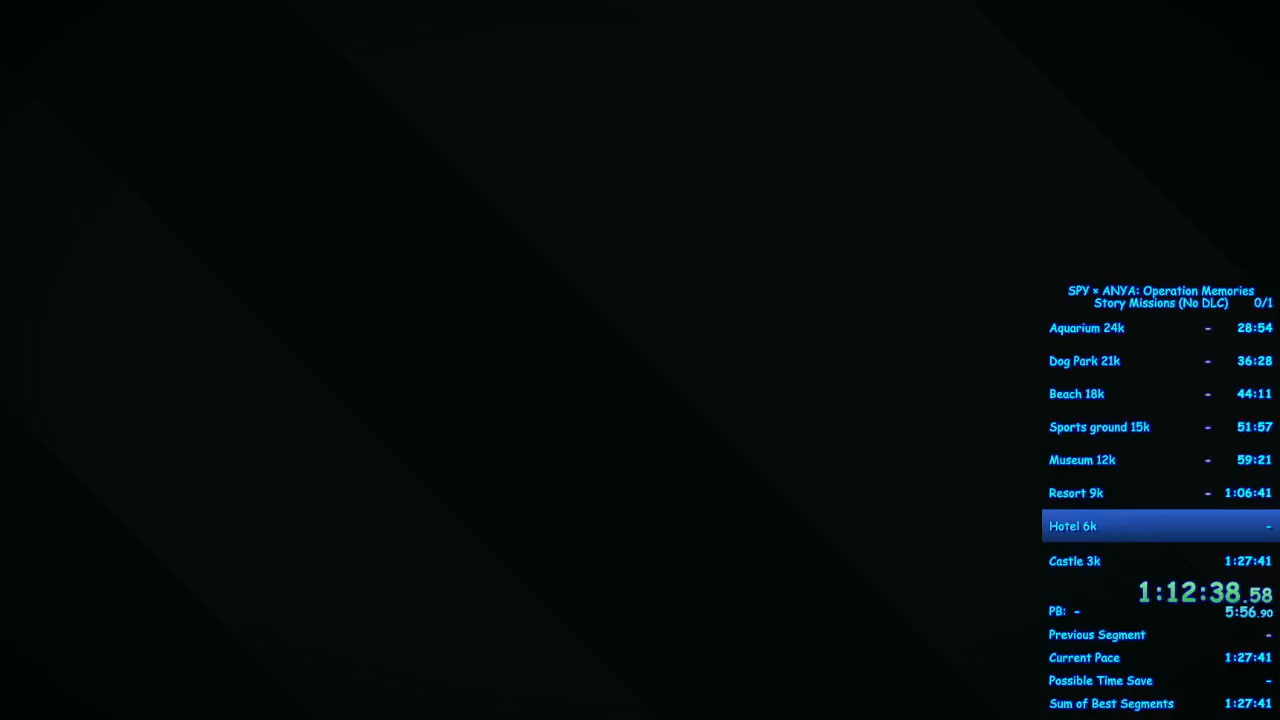 SPY × ANYA: Operation Memories
Story Missions (No DLC) 0/1
Aquarium 24k - 28:54
Dog Park 21k - 36:28
Beach 18k - 44:11
Sports ground 15k - 51:57
Museum 12k - 59:21
Resort 9k - 1:06:41
Hotel 6k -
Castle 3k 1:27:41
1:12:38.58
PB: - 5:56.90
Previous Segment -
Current Pace 1:27:41
Possible Time Save -
Sum of Best Segments 1:27:41